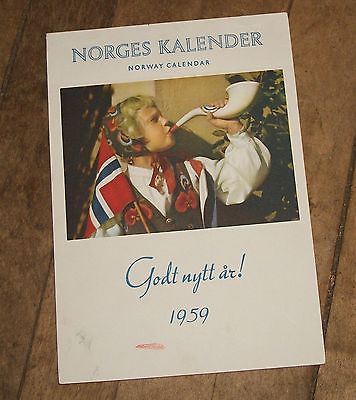 NORGES KALENDER
NORWAY CALENDAR
Godt nytt år!
1959